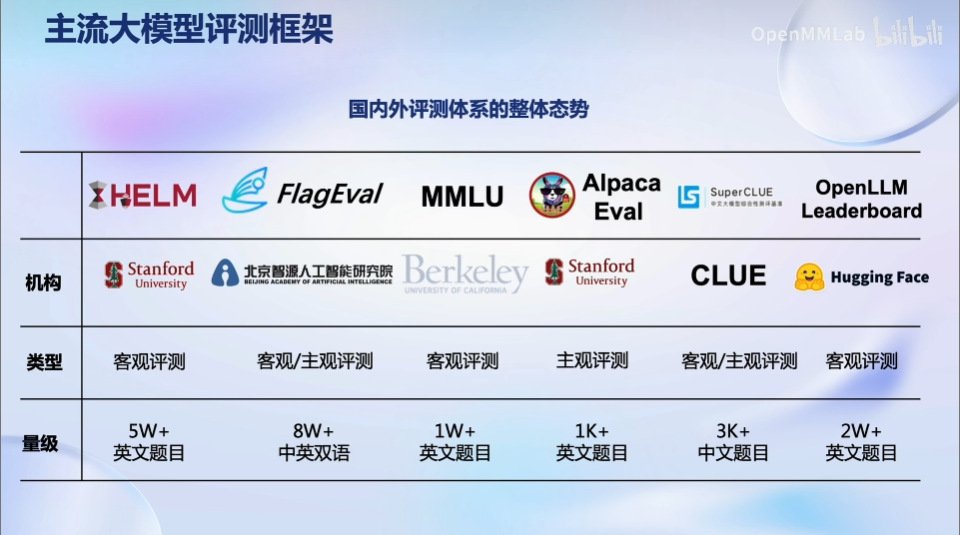 主流大模型评测框架
OpenMMLab bilibili
国内外评测体系的整体态势
HELM
FlagEval
MMLU
Alpaca
Eval
SuperCLUE
中文大模型综合性测评基准
OpenLLM
Leaderboard
机构
Stanford
University
北京智源人工智能研究院
BEIJING ACADEMY OF ARTIFICIAL INTELLIGENCE
Berkeley
UNIVERSITY OF CALIFORNIA
Stanford
University
CLUE
Hugging Face
类型
客观评测
客观/主观评测
客观评测
主观评测
客观/主观评测
客观评测
量级
5W+
英文题目
8W+
中英双语
1W+
英文题目
1K+
英文题目
3K+
中文题目
2W+
英文题目